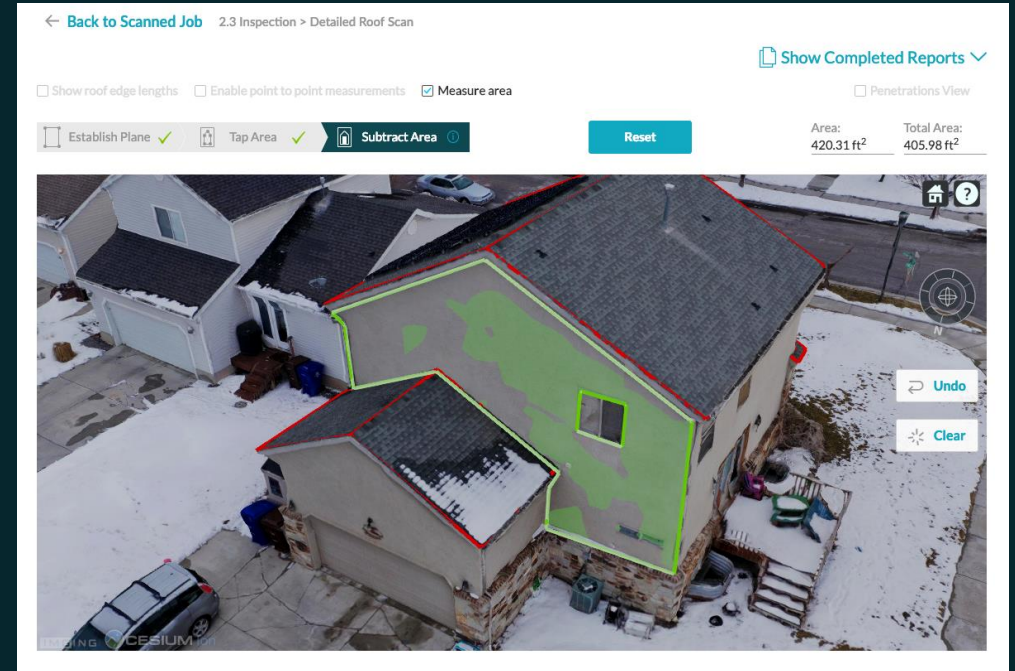 ← Back to Scanned Job 2.3 Inspection > Detailed Roof Scan
Show Completed Reports
Show roof edge lengths Enable point to point measurements Measure area Penetrations View
Establish Plane Tap Area Subtract Area Reset
Area: Total Area:
420.31 ft² 405.98 ft²
?
N
Undo
Clear
CESIUM ion